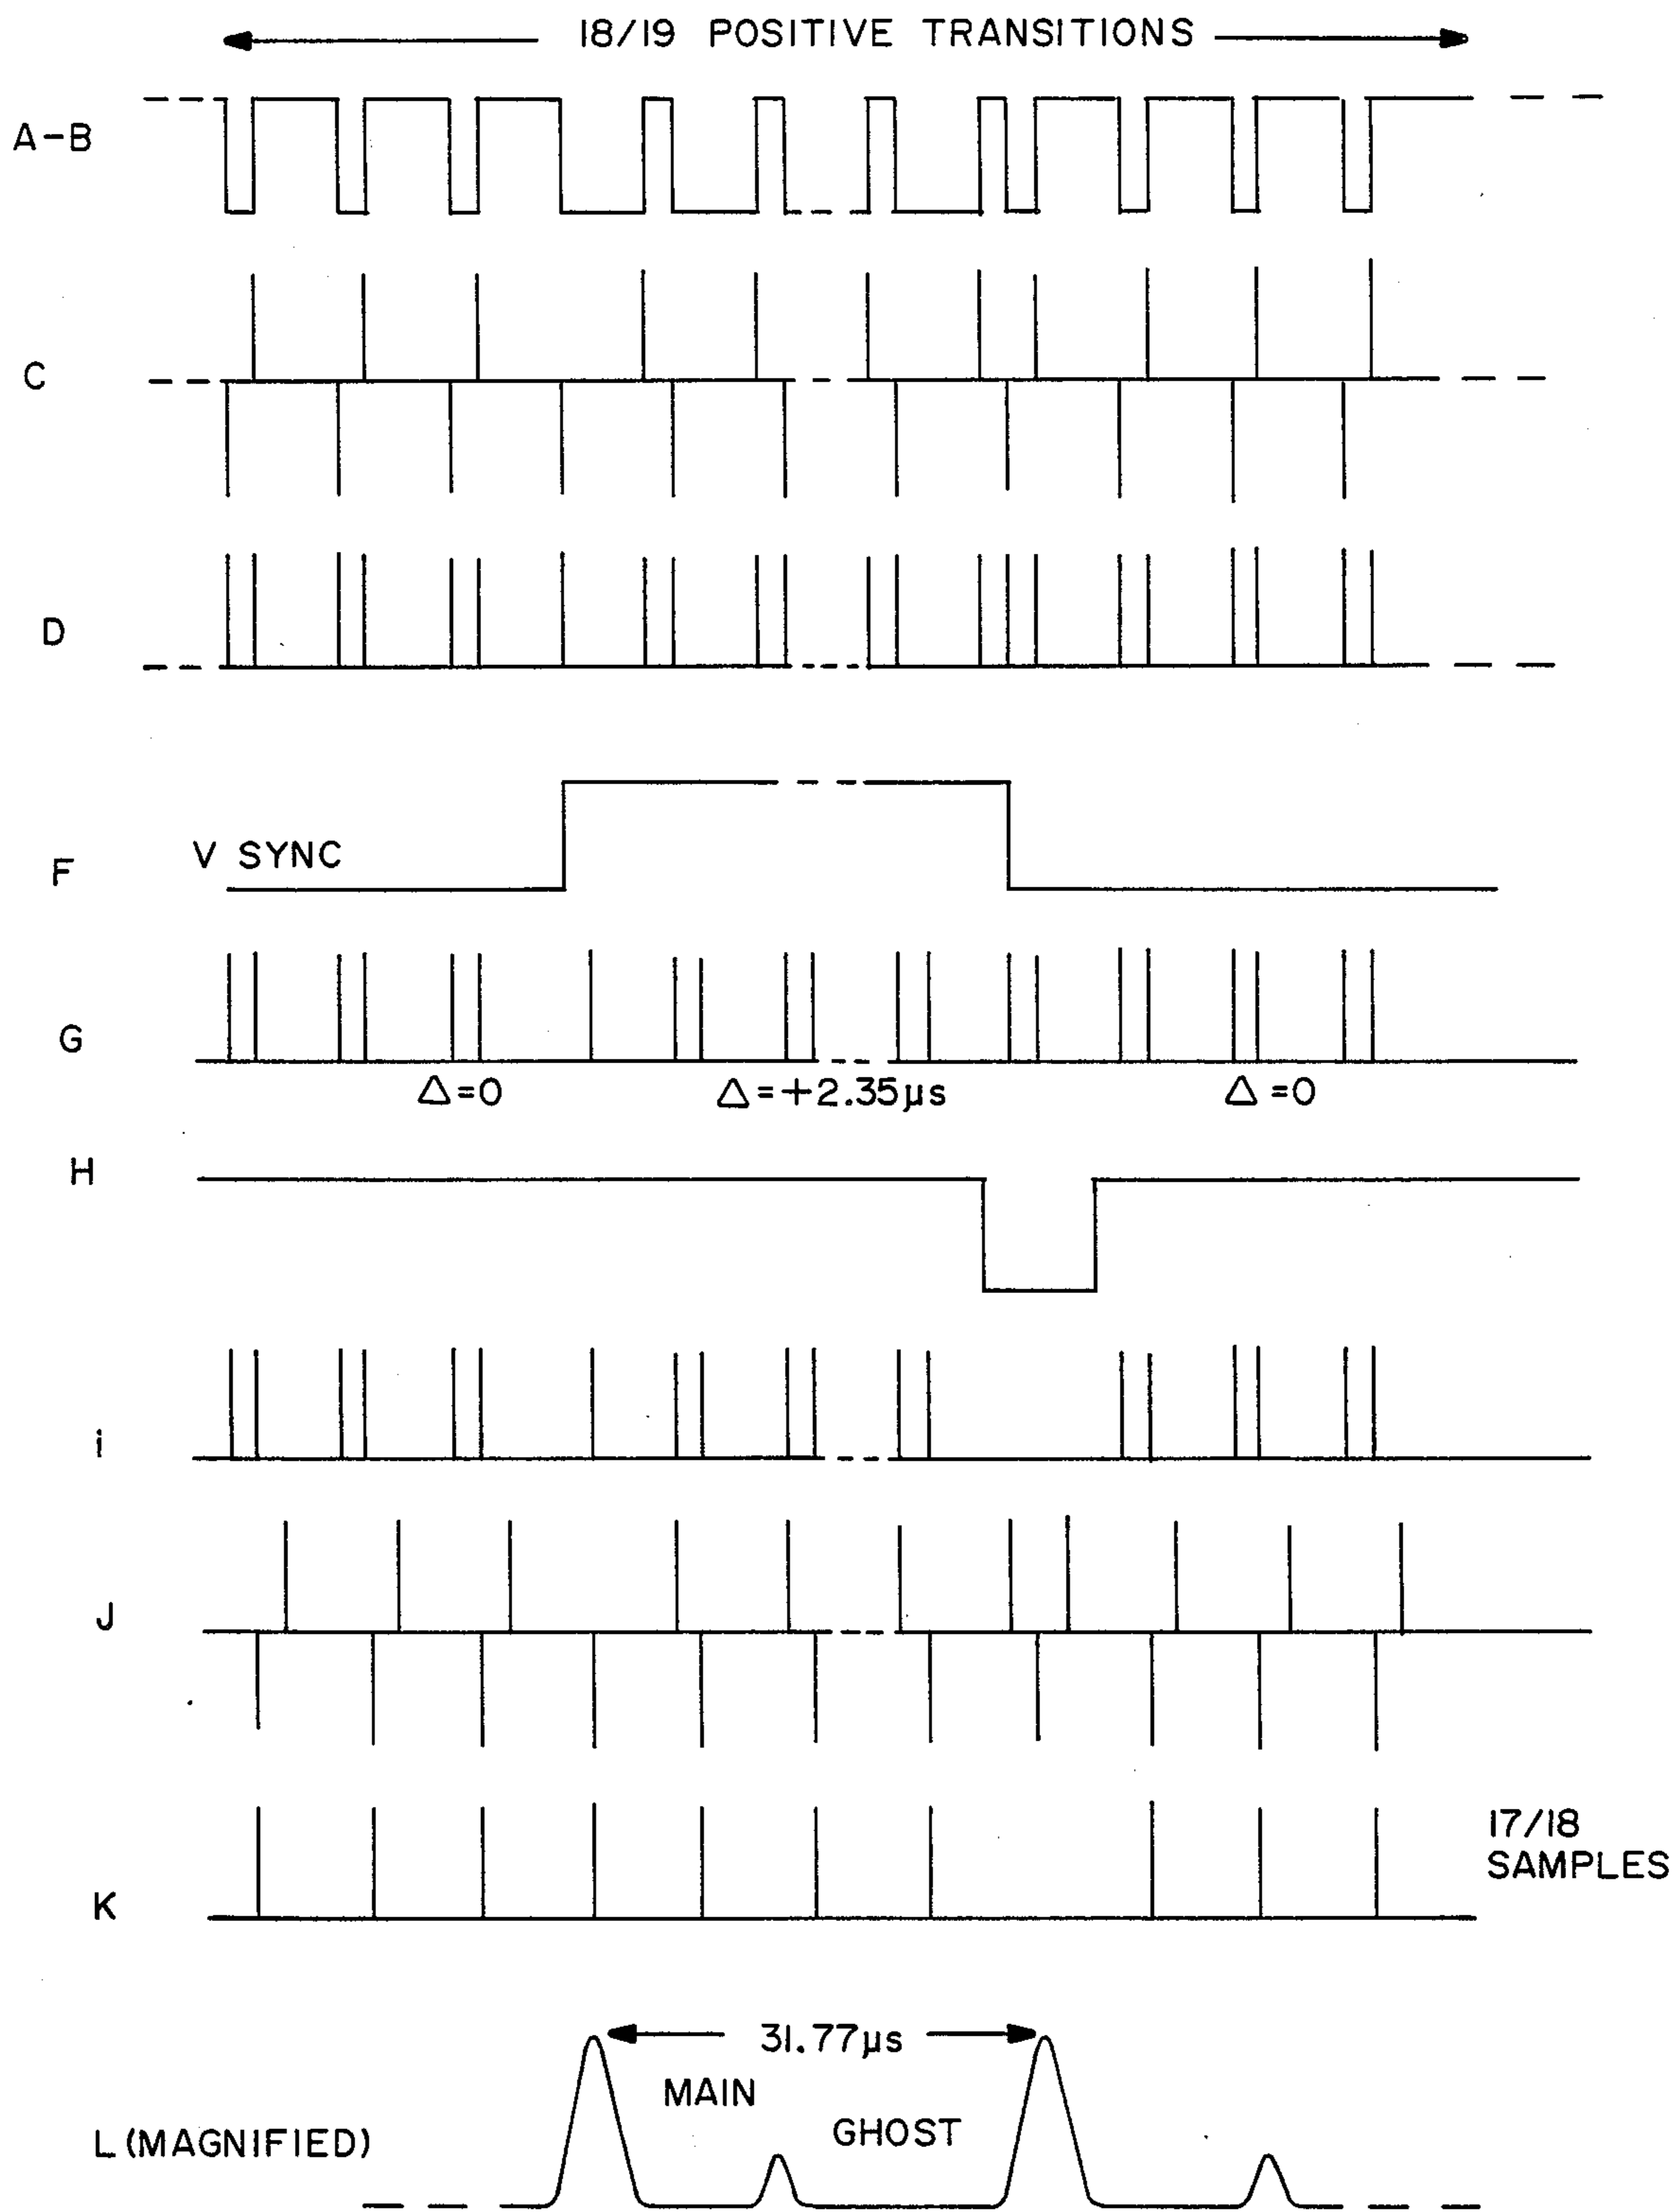 18/19 POSITIVE TRANSITIONS
A-B
C
D
V SYNC
F
G
Δ=0 Δ=+2.35μs Δ=0
H
i
J
17/18
SAMPLES
K
31.77μs
MAIN
GHOST
L (MAGNIFIED)